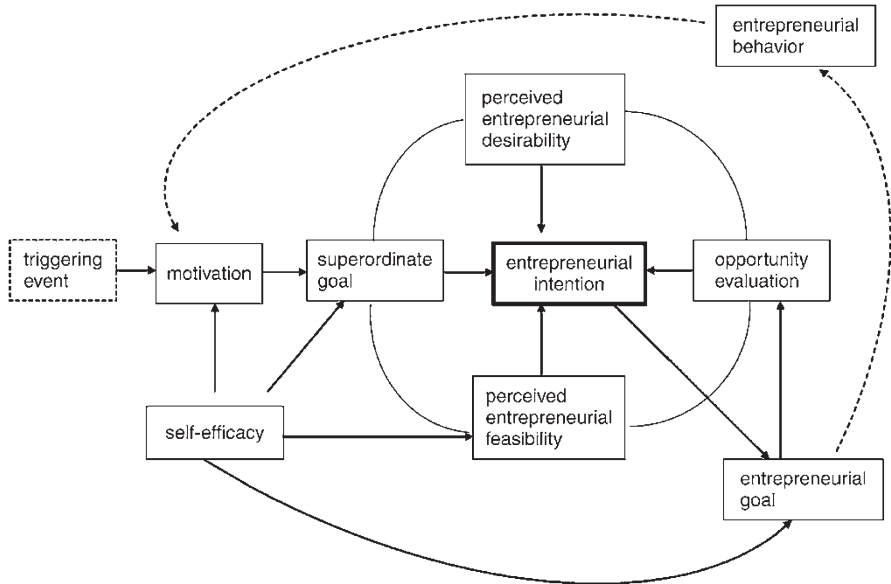 entrepreneurial
behavior
perceived
entrepreneurial
desirability
triggering
event
motivation
superordinate
goal
entrepreneurial
intention
opportunity
evaluation
self-efficacy
perceived
entrepreneurial
feasibility
entrepreneurial
goal